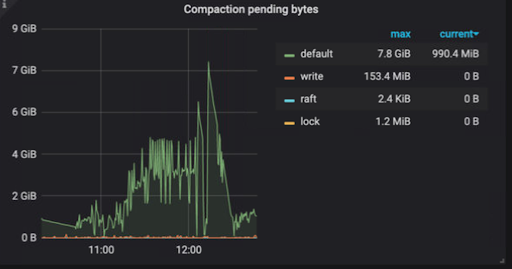 Compaction pending bytes
9 GiB
7 GiB
6 GiB
4 GiB
2 GiB
0 B
11:00
12:00
max current
default 7.8 GiB 990.4 MiB
write 153.4 MiB 0 B
raft 2.4 KiB 0 B
lock 1.2 MiB 0 B